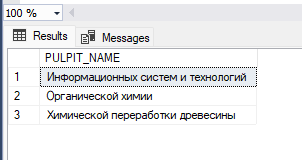 100 %
Results Messages
PULPIT_NAME
1 Информационных систем и технологий
2 Органической химии
3 Химической переработки древесины